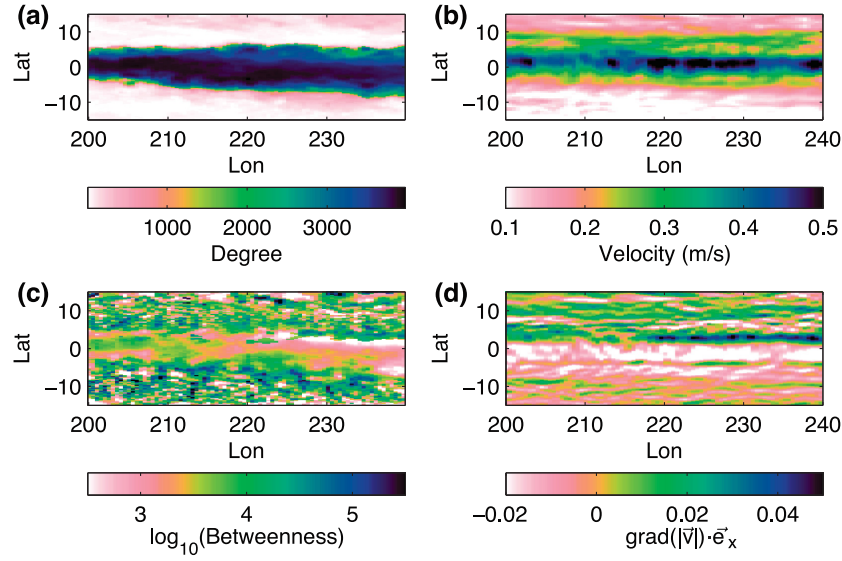 (a)
Lat
10
0
−10
200 210 220 230
Lon
1000 2000 3000
Degree
(b)
Lat
10
0
−10
200 210 220 230 240
Lon
0.1 0.2 0.3 0.4 0.5
Velocity (m/s)
(c)
Lat
10
0
−10
200 210 220 230
Lon
3 4 5
log₁₀(Betweenness)
(d)
Lat
10
0
−10
200 210 220 230 240
Lon
−0.02 0 0.02 0.04
grad(|v⃗|)·e⃗_x